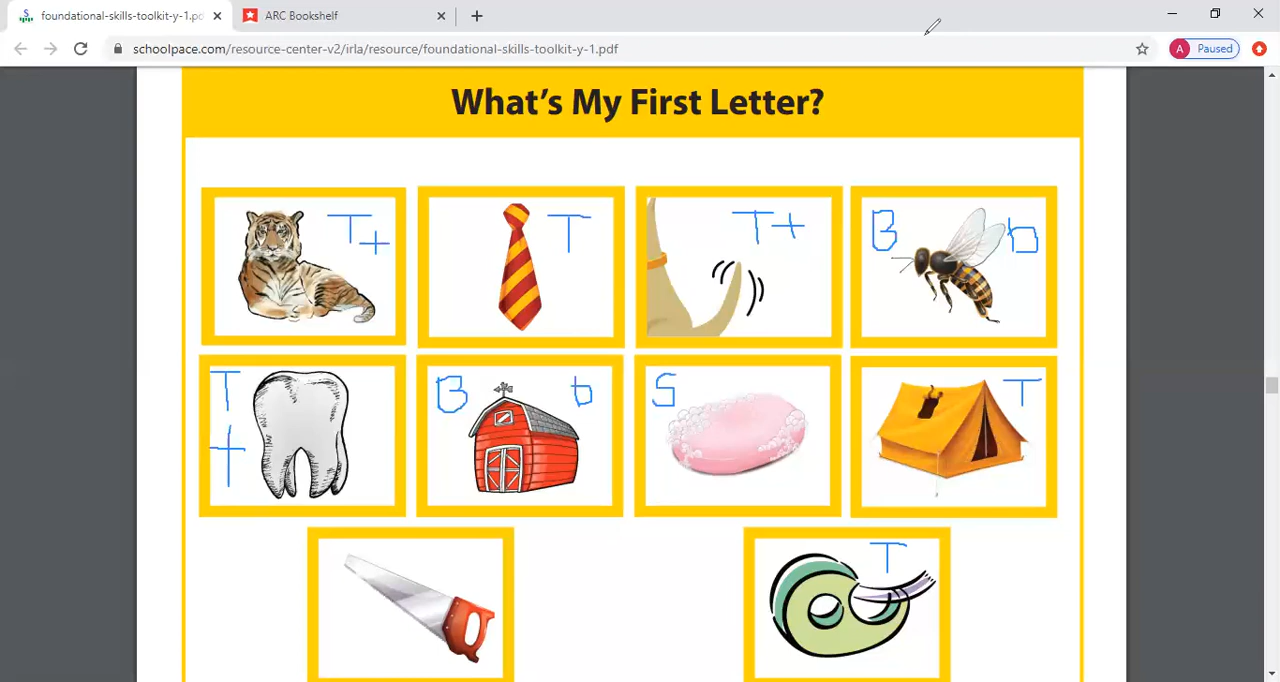 foundational-skills-toolkit-y-1.pd
ARC Bookshelf
schoolpace.com/resource-center-v2/irla/resource/foundational-skills-toolkit-y-1.pdf
A Paused
What's My First Letter?
T t
T
T t
B b
T t
B b
S
T
T